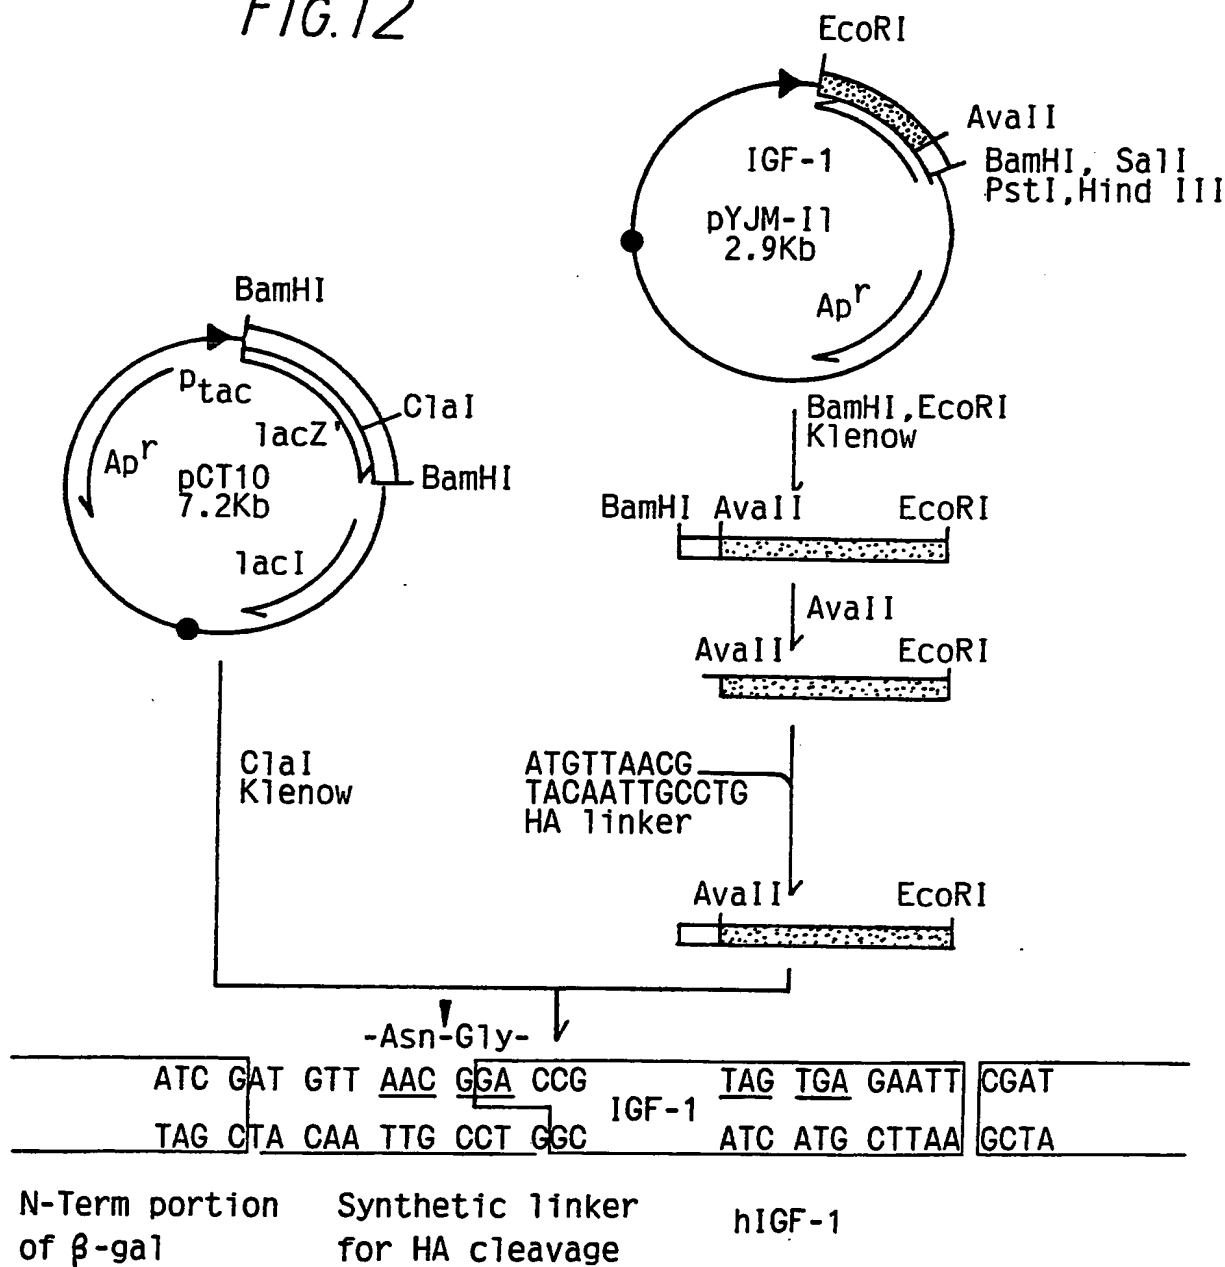 FIG.12
EcoRI
AvaII
BamHI, SalI
PstI,Hind III
IGF-1
pYJM-I1
2.9Kb
Apr
BamHI
Ptac
ClaI
lacZ'
BamHI
Apr
pCT10
7.2Kb
lacI
BamHI,EcoRI
Klenow
BamHI AvaII EcoRI
AvaII
AvaII EcoRI
ClaI
Klenow
ATGTTAACG
TACAATTGCCTG
HA linker
AvaII EcoRI
-Asn-Gly-
ATC GAT GTT AAC GGA CCG TAG TGA GAATT CGAT
IGF-1
TAG CTA CAA TTG CCT GGC ATC ATG CTTAA GCTA
N-Term portion
of β-gal
Synthetic linker
for HA cleavage
hIGF-1